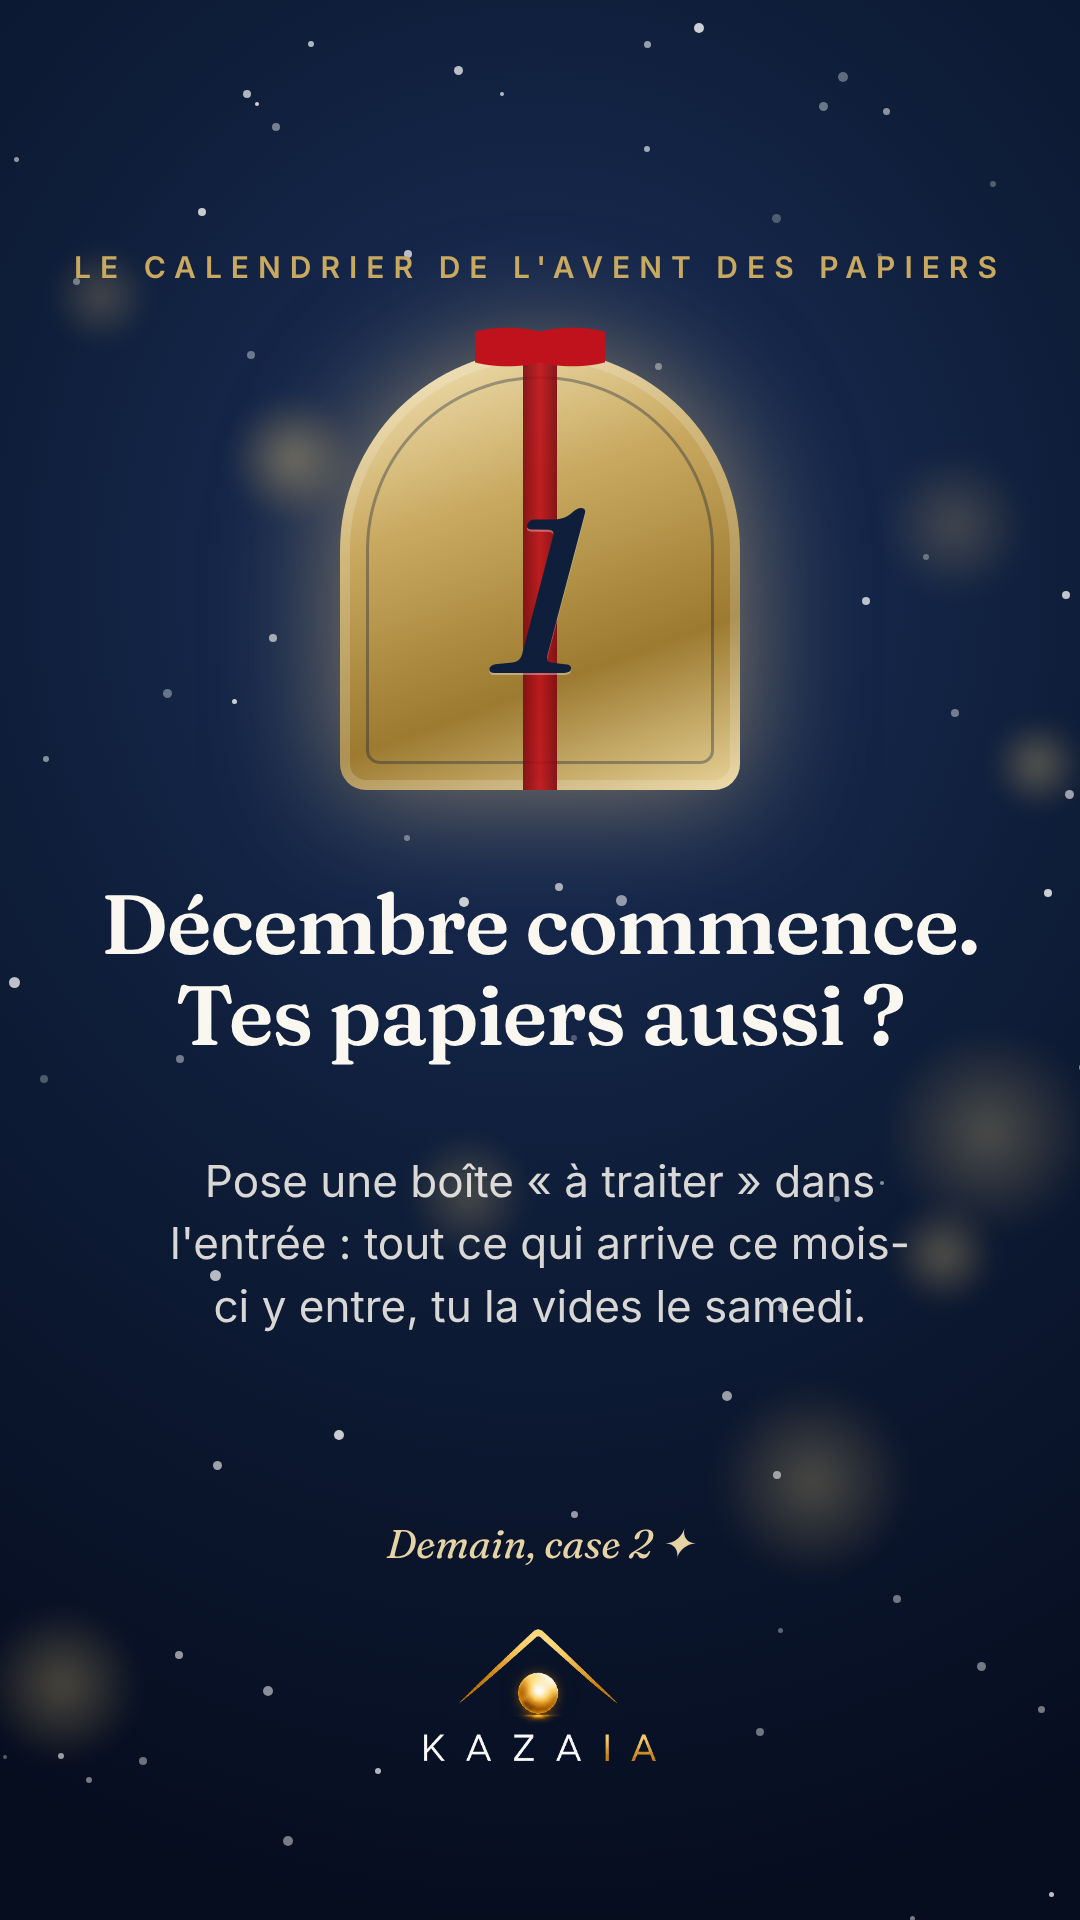 LE CALENDRIER DE L'AVENT DES PAPIERS
1
Décembre commence.
Tes papiers aussi ?
Pose une boîte « à traiter » dans
l'entrée : tout ce qui arrive ce mois-
ci y entre, tu la vides le samedi.
Demain, case 2 ✦
KAZAIA